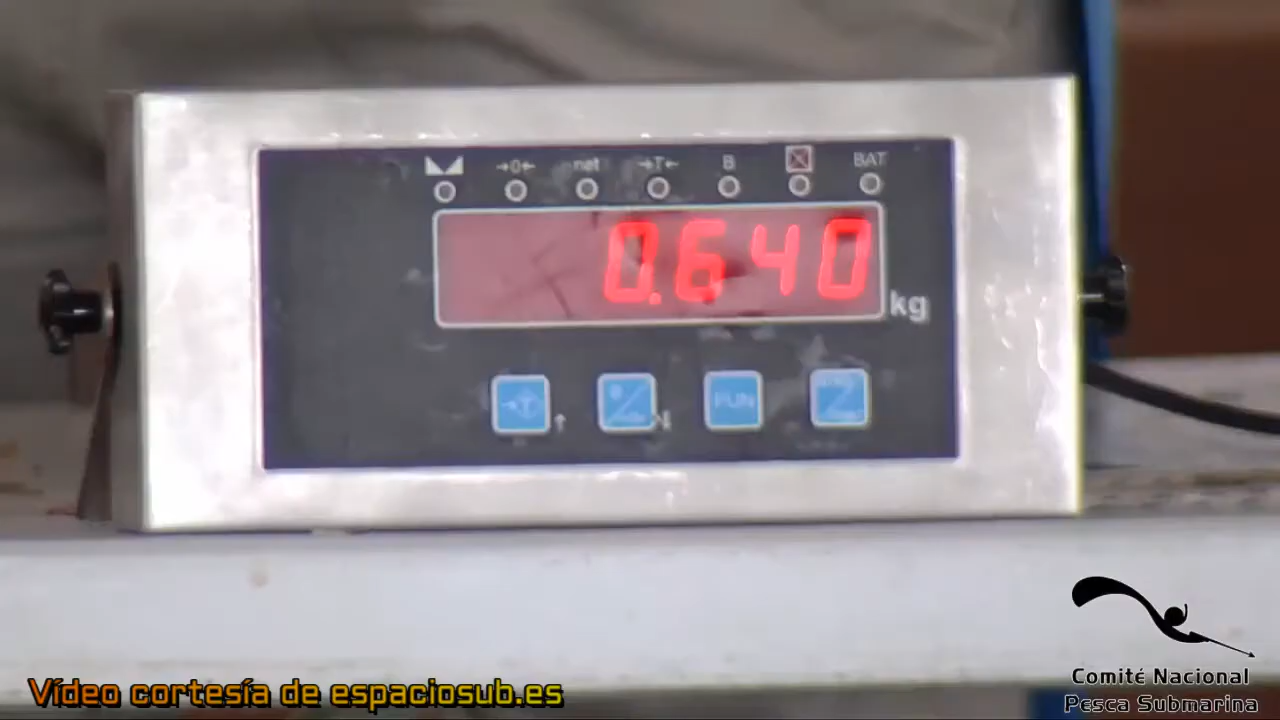 →0← net →T← B BAT
0.640
kg
→T← FUN
Vídeo cortesía de espaciosub.es
Comité Nacional
Pesca Submarina